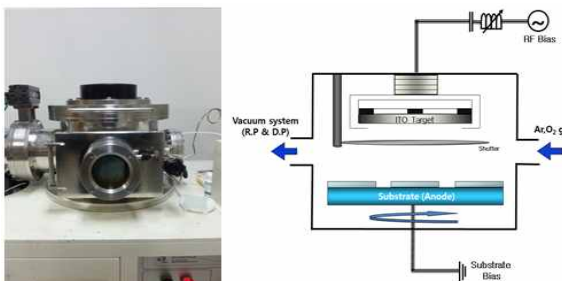 RF Bias
Vacuum system
(R.P & D.P)
ITO Target
Ar,O₂ g
Shutter
Substrate (Anode)
Substrate
Bias